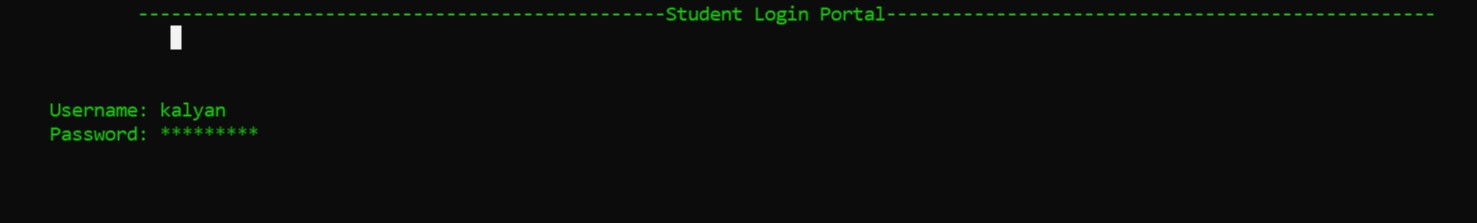 ------------------------------------------------Student Login Portal--------------------------------------------------
Username: kalyan
Password: *********